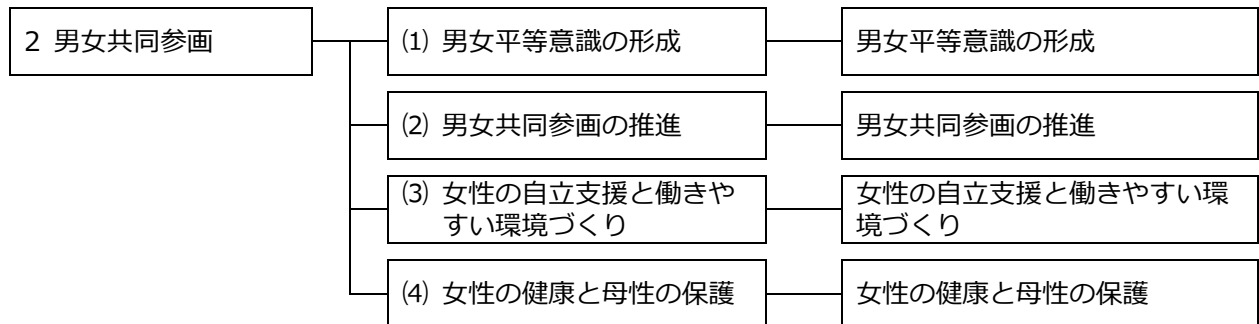 2 男女共同参画
⑴ 男女平等意識の形成
男女平等意識の形成
⑵ 男女共同参画の推進
男女共同参画の推進
⑶ 女性の自立支援と働きや
すい環境づくり
女性の自立支援と働きやすい環
境づくり
⑷ 女性の健康と母性の保護
女性の健康と母性の保護